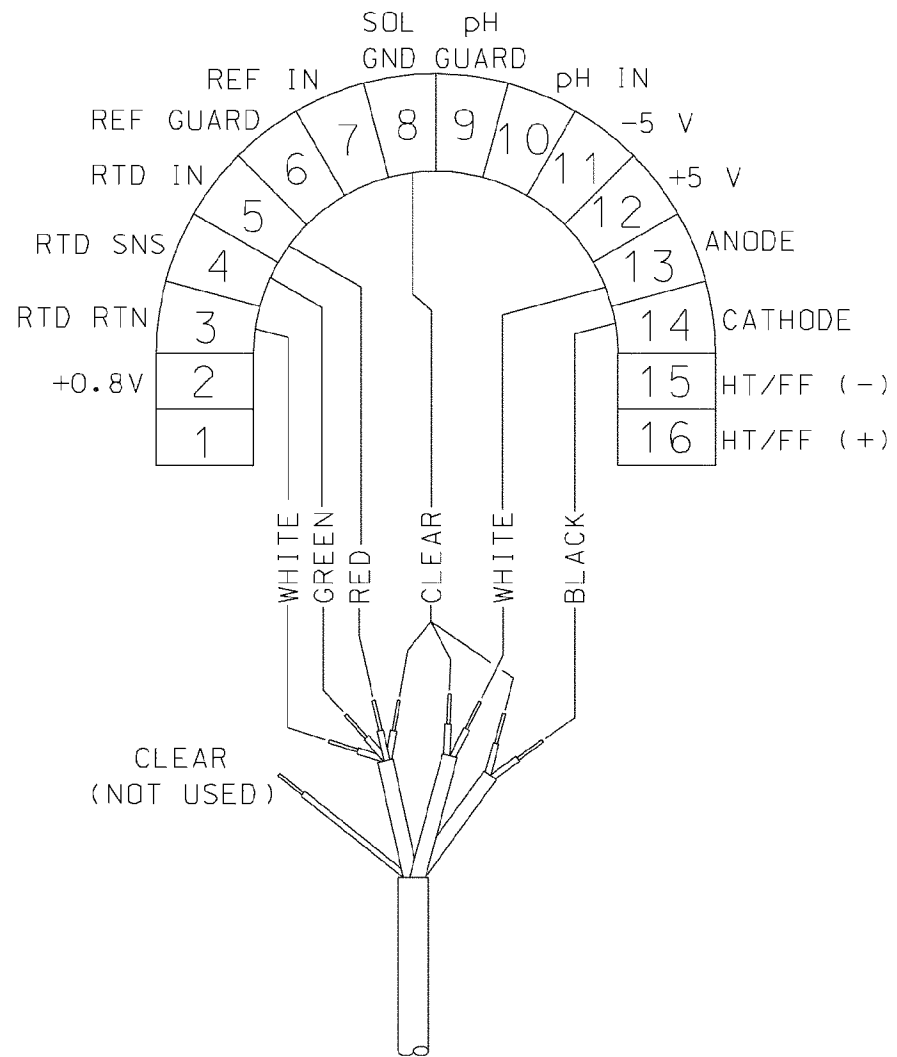 SOL pH
GND GUARD
REF IN
pH IN
REF GUARD
-5 V
RTD IN
+5 V
RTD SNS
ANODE
RTD RTN
CATHODE
+0.8V
HT/FF (-)
HT/FF (+)
1
2
3
4
5
6
7
8
9
10
11
12
13
14
15
16
WHITE
GREEN
RED
CLEAR
WHITE
BLACK
CLEAR
(NOT USED)